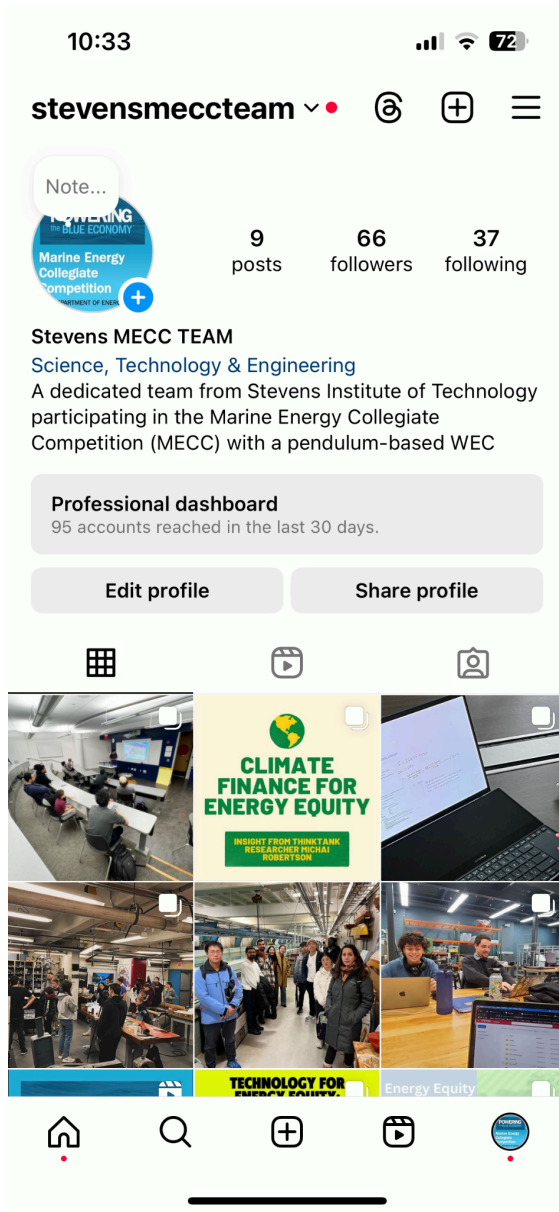 10:33
72
stevensmeccteam
Note...
POWERING
the BLUE ECONOMY
Marine Energy
Collegiate
Competition
9
posts
66
followers
37
following
Stevens MECC TEAM
Science, Technology & Engineering
A dedicated team from Stevens Institute of Technology
participating in the Marine Energy Collegiate
Competition (MECC) with a pendulum-based WEC
Professional dashboard
95 accounts reached in the last 30 days.
Edit profile
Share profile
CLIMATE
FINANCE FOR
ENERGY EQUITY
INSIGHT FROM THINKTANK
RESEARCHER MICHAI
ROBERTSON
TECHNOLOGY FOR
ENERGY EQUITY:
Energy Equity
POWERING